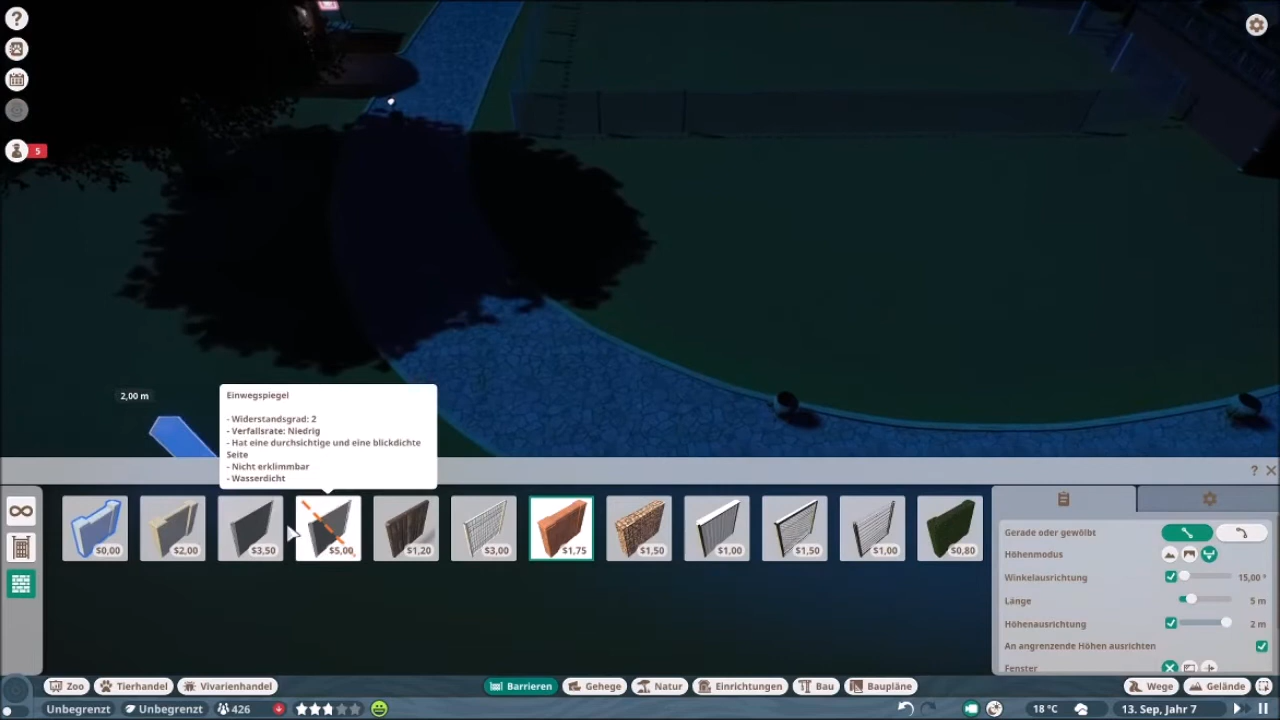 ?
5
2,00 m
Einwegspiegel
- Widerstandsgrad: 2
- Verfallsrate: Niedrig
- Hat eine durchsichtige und eine blickdichte
Seite
- Nicht erklimmbar
- Wasserdicht
? ×
$0,00 $2,00 $3,50 $5,00 $1,20 $3,00 $1,75 $1,50 $1,00 $1,50 $1,00 $0,80
Gerade oder gewölbt
Höhenmodus
Winkelausrichtung 15,00 °
Länge 5 m
Höhenausrichtung 2 m
An angrenzende Höhen ausrichten
Fenster
Zoo Tierhandel Vivarienhandel Barrieren Gehege Natur Einrichtungen Bau Baupläne Wege Gelände
Unbegrenzt Unbegrenzt 426 18 °C 13. Sep, Jahr 7